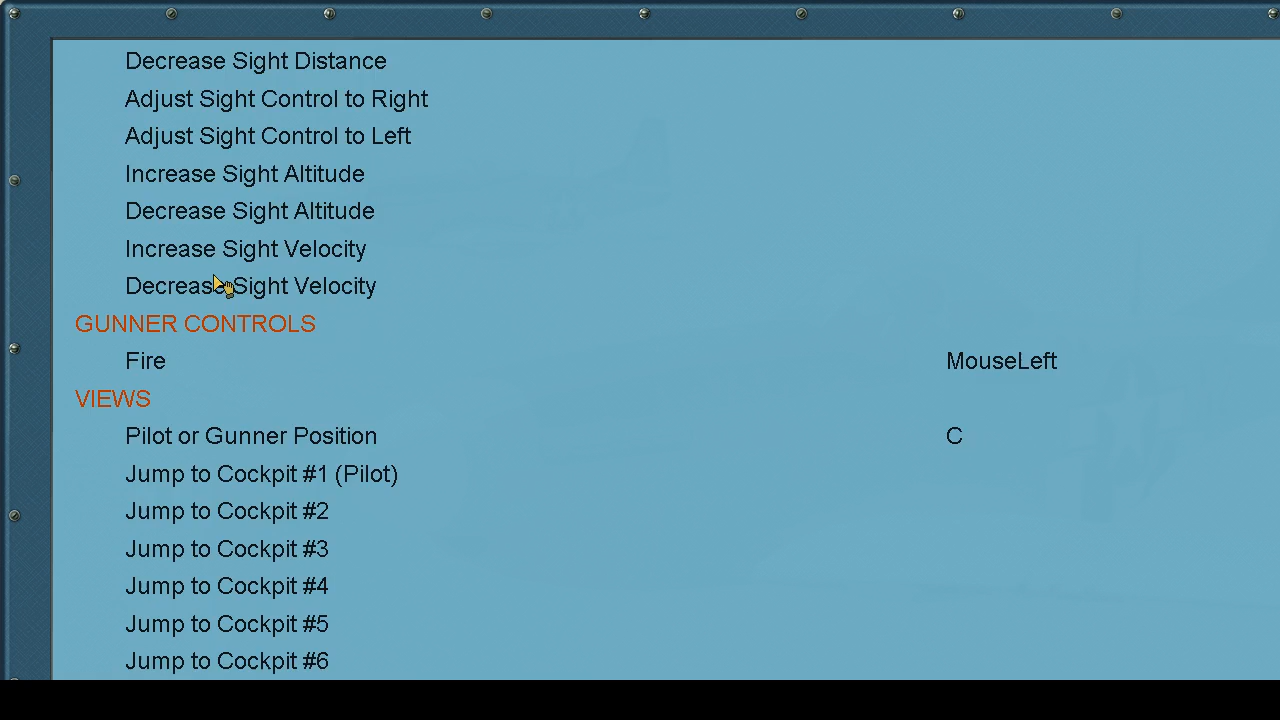 Decrease Sight Distance
Adjust Sight Control to Right
Adjust Sight Control to Left
Increase Sight Altitude
Decrease Sight Altitude
Increase Sight Velocity
Decrease Sight Velocity
GUNNER CONTROLS
Fire MouseLeft
VIEWS
Pilot or Gunner Position C
Jump to Cockpit #1 (Pilot)
Jump to Cockpit #2
Jump to Cockpit #3
Jump to Cockpit #4
Jump to Cockpit #5
Jump to Cockpit #6